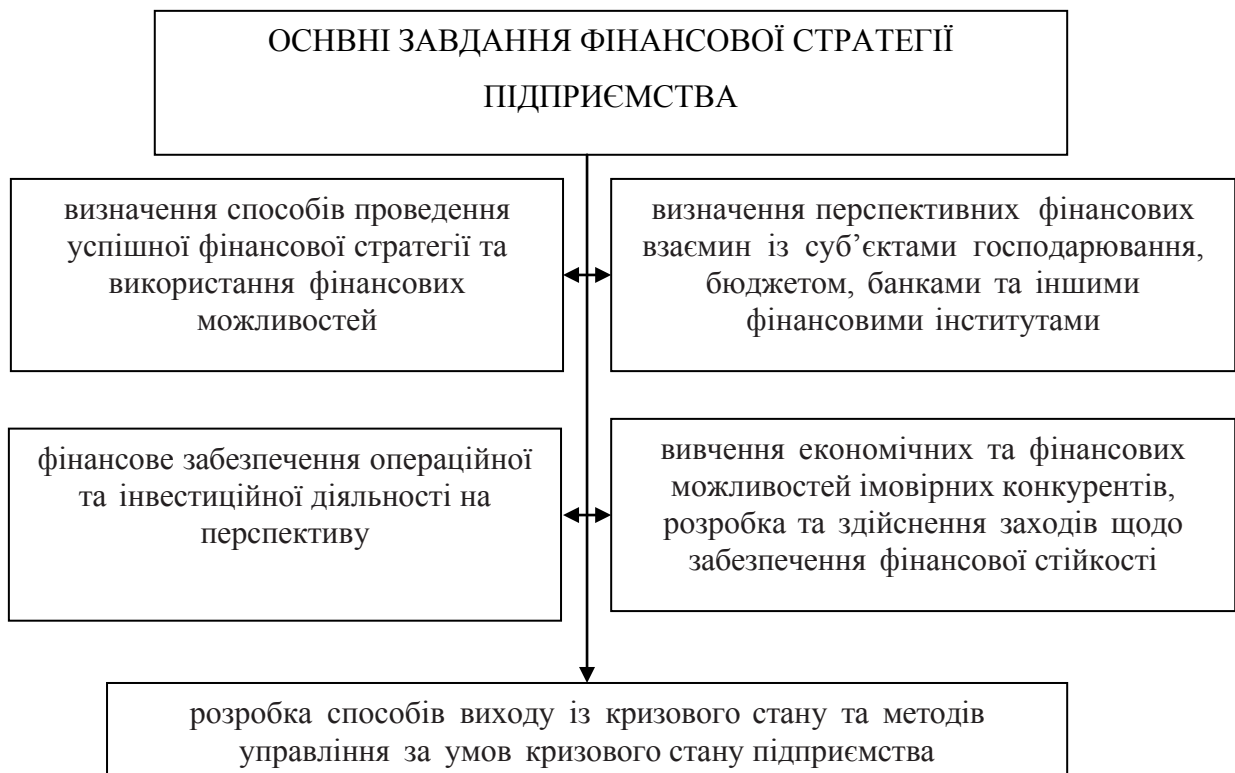 ОСНВНІ ЗАВДАННЯ ФІНАНСОВОЇ СТРАТЕГІЇ
ПІДПРИЄМСТВА
визначення способів проведення
успішної фінансової стратегії та
використання фінансових
можливостей
визначення перспективних фінансових
взаємин із суб’єктами господарювання,
бюджетом, банками та іншими
фінансовими інститутами
фінансове забезпечення операційної
та інвестиційної діяльності на
перспективу
вивчення економічних та фінансових
можливостей імовірних конкурентів,
розробка та здійснення заходів щодо
забезпечення фінансової стійкості
розробка способів виходу із кризового стану та методів
управління за умов кризового стану підприємства